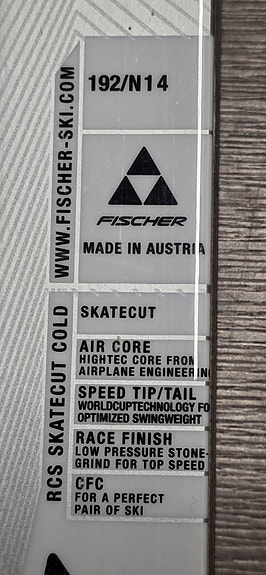 192/N14
WWW.FISCHER-SKI.COM
FISCHER
MADE IN AUSTRIA
RCS SKATECUT COLD
SKATECUT
AIR CORE
HIGHTEC CORE FROM
AIRPLANE ENGINEERING
SPEED TIP/TAIL
WORLDCUPTECHNOLOGY FO
OPTIMIZED SWINGWEIGHT
RACE FINISH
LOW PRESSURE STONE-
GRIND FOR TOP SPEED
CFC
FOR A PERFECT
PAIR OF SKI